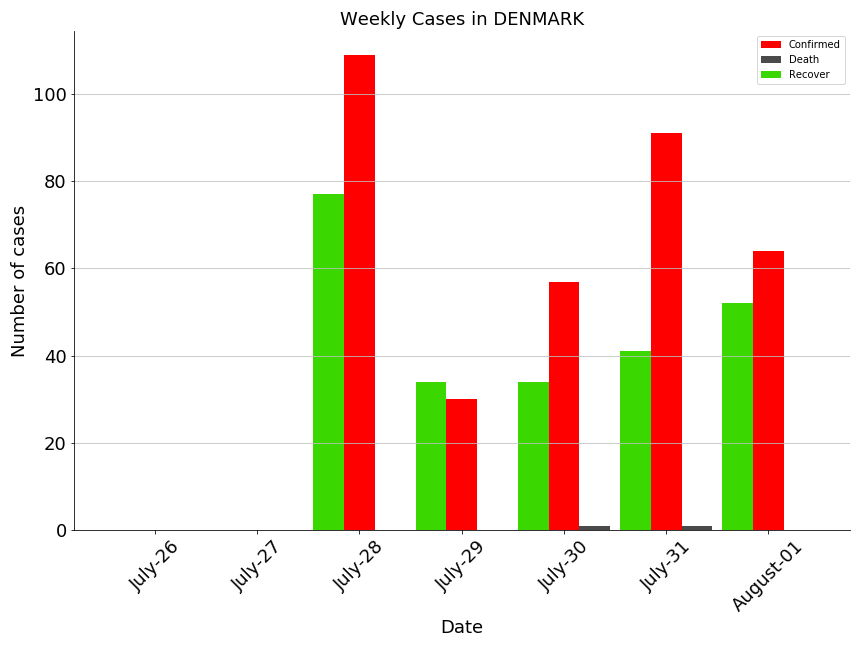 Weekly Cases in DENMARK
Confirmed
Death
Recover
Number of cases
100
80
60
40
20
0
July-26
July-27
July-28
July-29
July-30
July-31
August-01
Date